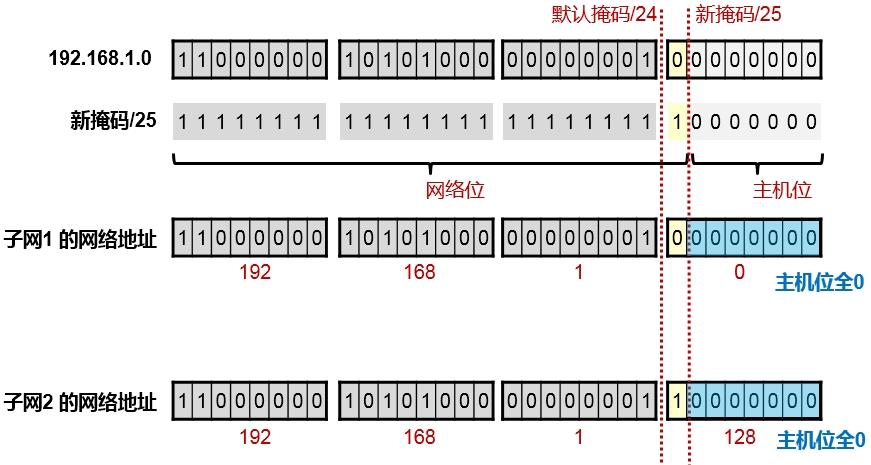 默认掩码/24 新掩码/25
192.168.1.0 1 1 0 0 0 0 0 0 1 0 1 0 1 0 0 0 0 0 0 0 0 0 0 1 0 0 0 0 0 0 0 0
新掩码/25 1 1 1 1 1 1 1 1 1 1 1 1 1 1 1 1 1 1 1 1 1 1 1 1 1 0 0 0 0 0 0 0
网络位 主机位
子网1 的网络地址 1 1 0 0 0 0 0 0 1 0 1 0 1 0 0 0 0 0 0 0 0 0 0 1 0 0 0 0 0 0 0 0
192 168 1 0
主机位全0
子网2 的网络地址 1 1 0 0 0 0 0 0 1 0 1 0 1 0 0 0 0 0 0 0 0 0 0 1 1 0 0 0 0 0 0 0
192 168 1 128 主机位全0